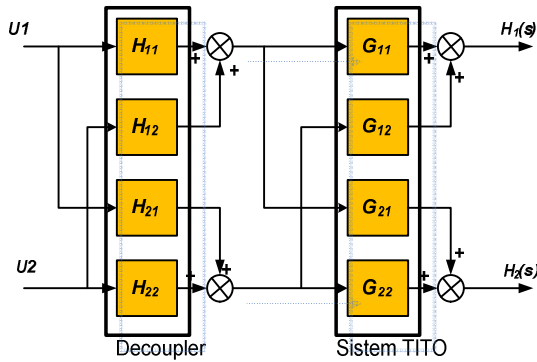 U1
H11
+
+
G11
+
+
H1(s)
H12
G12
H21
G21
U2
H22
+
+
G22
+
+
H2(s)
Decoupler
Sistem TITO